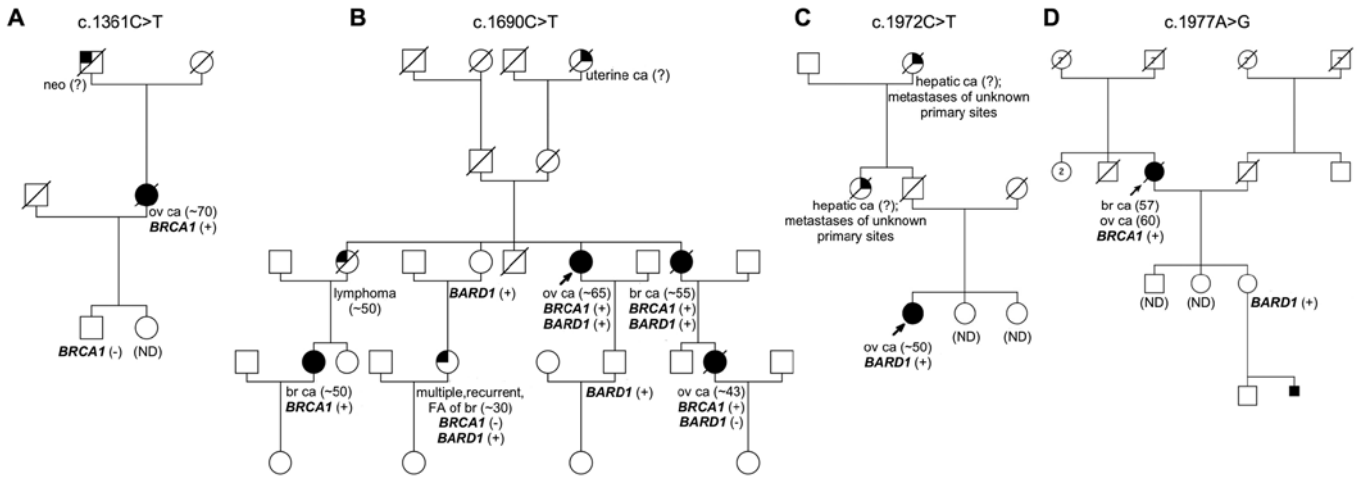 A
c.1361C>T
neo (?)
ov ca (~70)
BRCA1 (+)
BRCA1 (-)
(ND)
B
c.1690C>T
uterine ca (?)
lymphoma
(~50)
BARD1 (+)
ov ca (~65)
BRCA1 (+)
BARD1 (+)
br ca (~55)
BRCA1 (+)
BARD1 (+)
br ca (~50)
BRCA1 (+)
multiple,recurrent,
FA of br (~30)
BRCA1 (-)
BARD1 (+)
BARD1 (+)
ov ca (~43)
BRCA1 (+)
BARD1 (-)
C
c.1972C>T
hepatic ca (?);
metastases of unknown
primary sites
hepatic ca (?);
metastases of unknown
primary sites
ov ca (~50)
BARD1 (+)
(ND)
(ND)
D
c.1977A>G
2
br ca (57)
ov ca (60)
BRCA1 (+)
(ND)
(ND)
BARD1 (+)